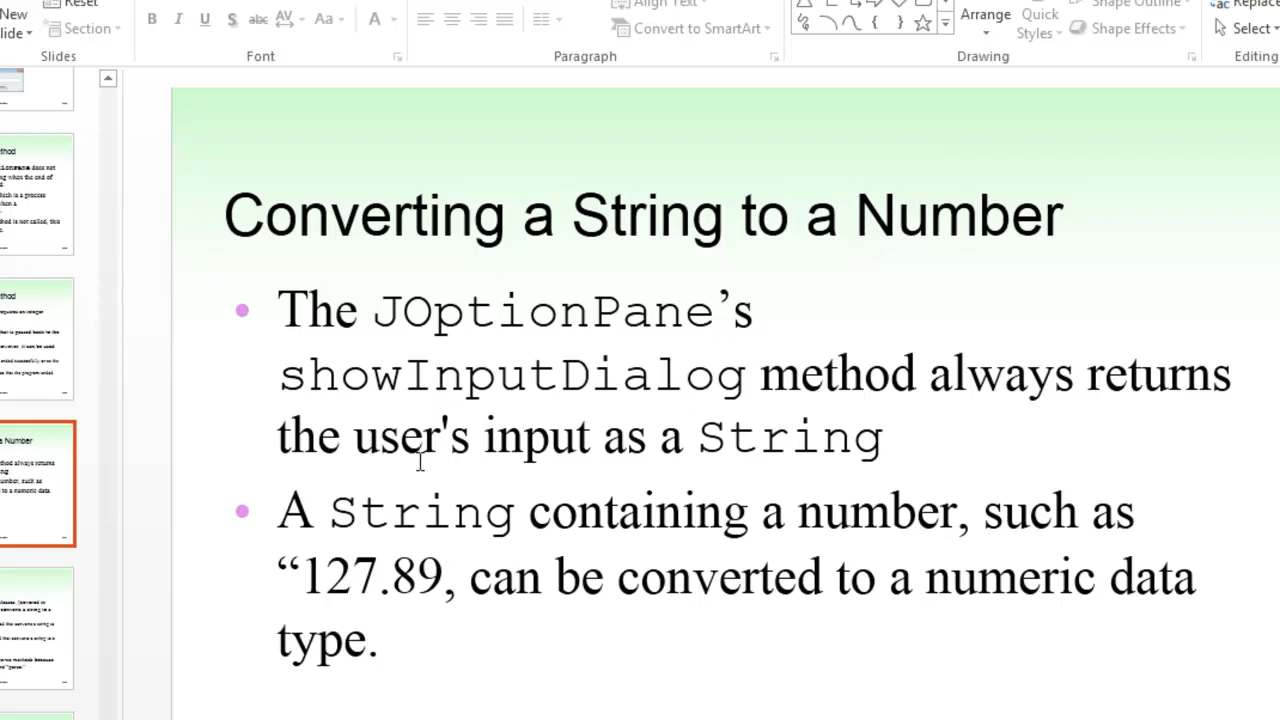 Reset
New
Slide
Section
Slides
B I U S abc AV Aa A
Font
Align Text
Convert to SmartArt
Paragraph
Arrange
Quick
Styles
Shape Outline
Shape Effects
Drawing
Replace
Select
Editing
Converting a String to a Number
• The JOptionPane’s
showInputDialog method always returns
the user's input as a String
• A String containing a number, such as
“127.89, can be converted to a numeric data
type.